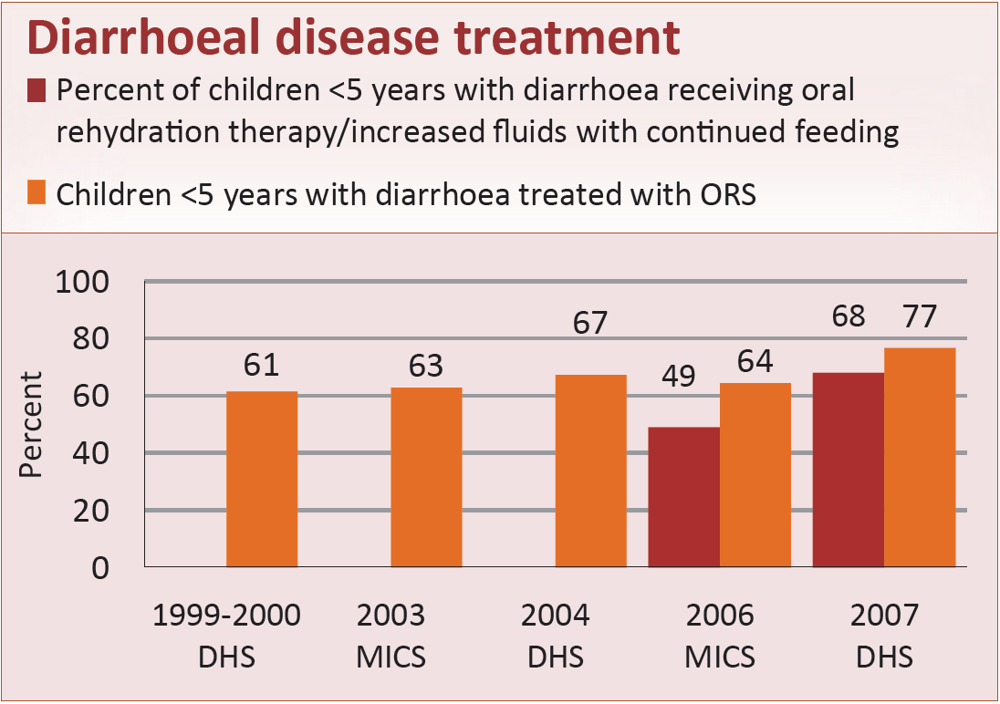 Diarrhoeal disease treatment
Percent of children <5 years with diarrhoea receiving oral
rehydration therapy/increased fluids with continued feeding
Children <5 years with diarrhoea treated with ORS
Percent
100
80
60
40
20
0
61
63
67
49
64
68
77
1999-2000
DHS
2003
MICS
2004
DHS
2006
MICS
2007
DHS